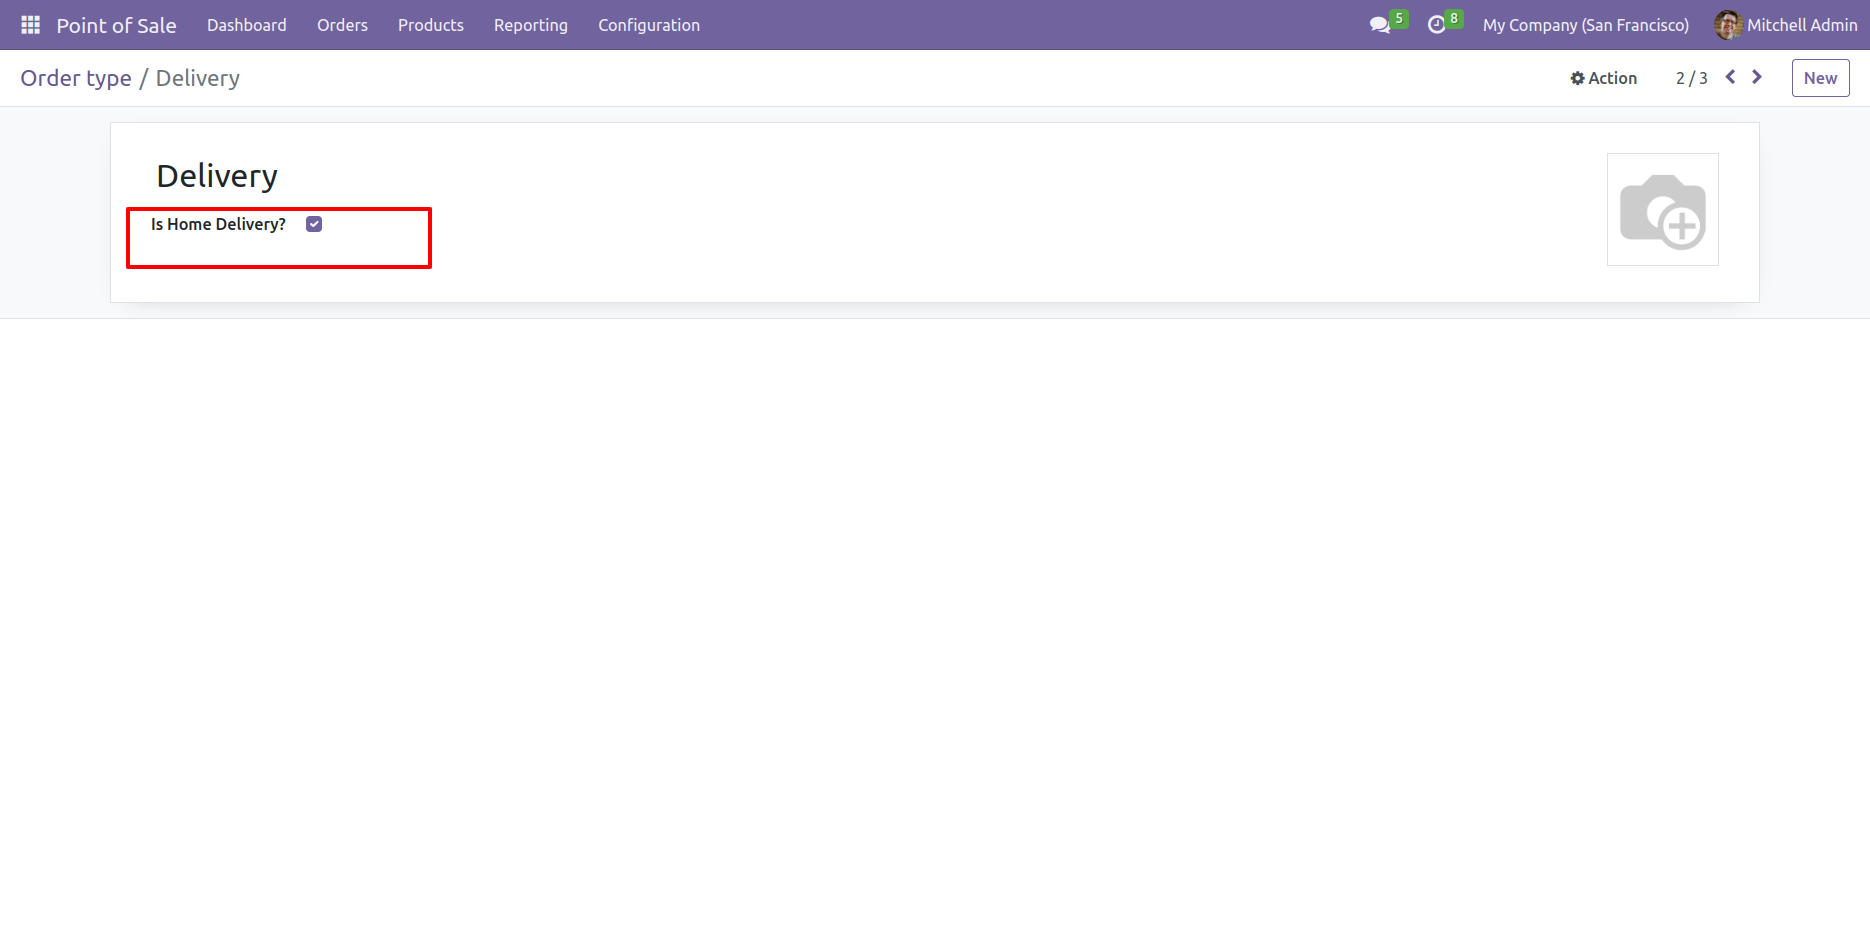 Point of Sale Dashboard Orders Products Reporting Configuration 5 8 My Company (San Francisco) Mitchell Admin
Order type / Delivery Action 2 / 3 New
Delivery
Is Home Delivery?